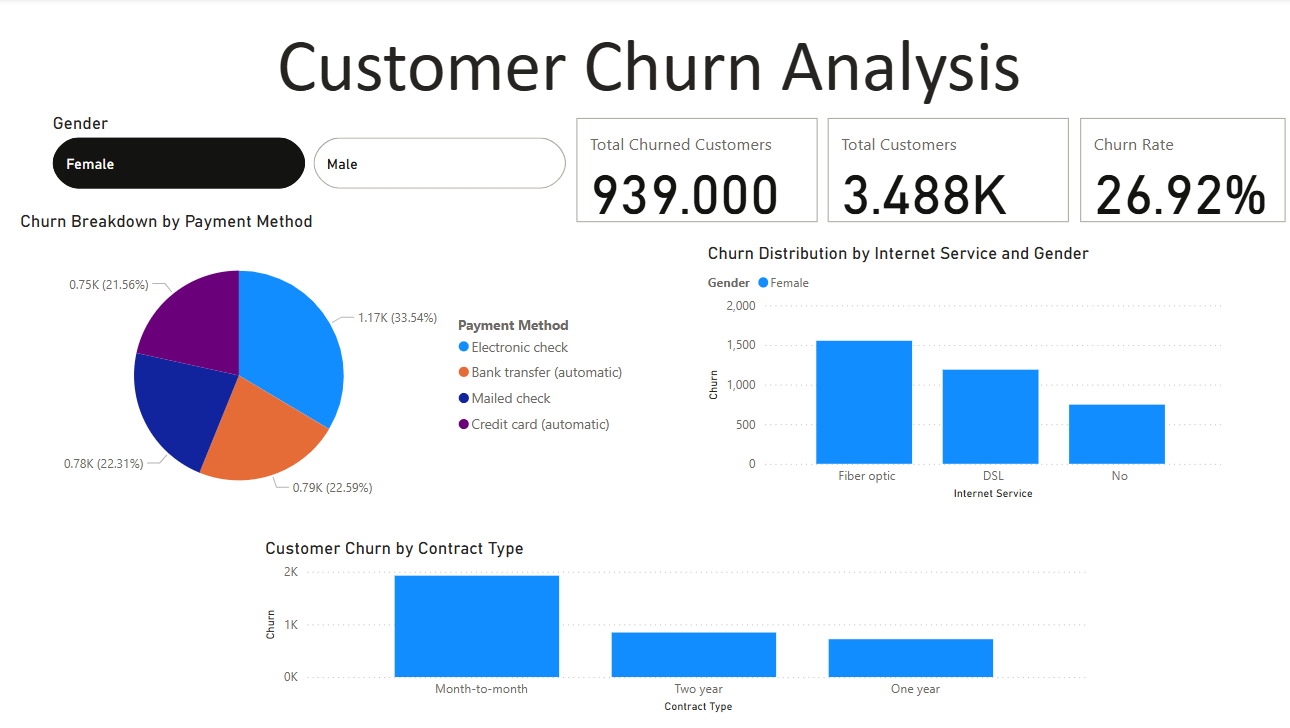 Customer Churn Analysis
Gender
Female
Male
Total Churned Customers
939.000
Total Customers
3.488K
Churn Rate
26.92%
Churn Breakdown by Payment Method
0.75K (21.56%)
1.17K (33.54%)
0.78K (22.31%)
0.79K (22.59%)
Payment Method
Electronic check
Bank transfer (automatic)
Mailed check
Credit card (automatic)
Churn Distribution by Internet Service and Gender
Gender Female
2,000
1,500
1,000
500
0
Churn
Fiber optic
DSL
No
Internet Service
Customer Churn by Contract Type
2K
1K
0K
Churn
Month-to-month
Two year
One year
Contract Type